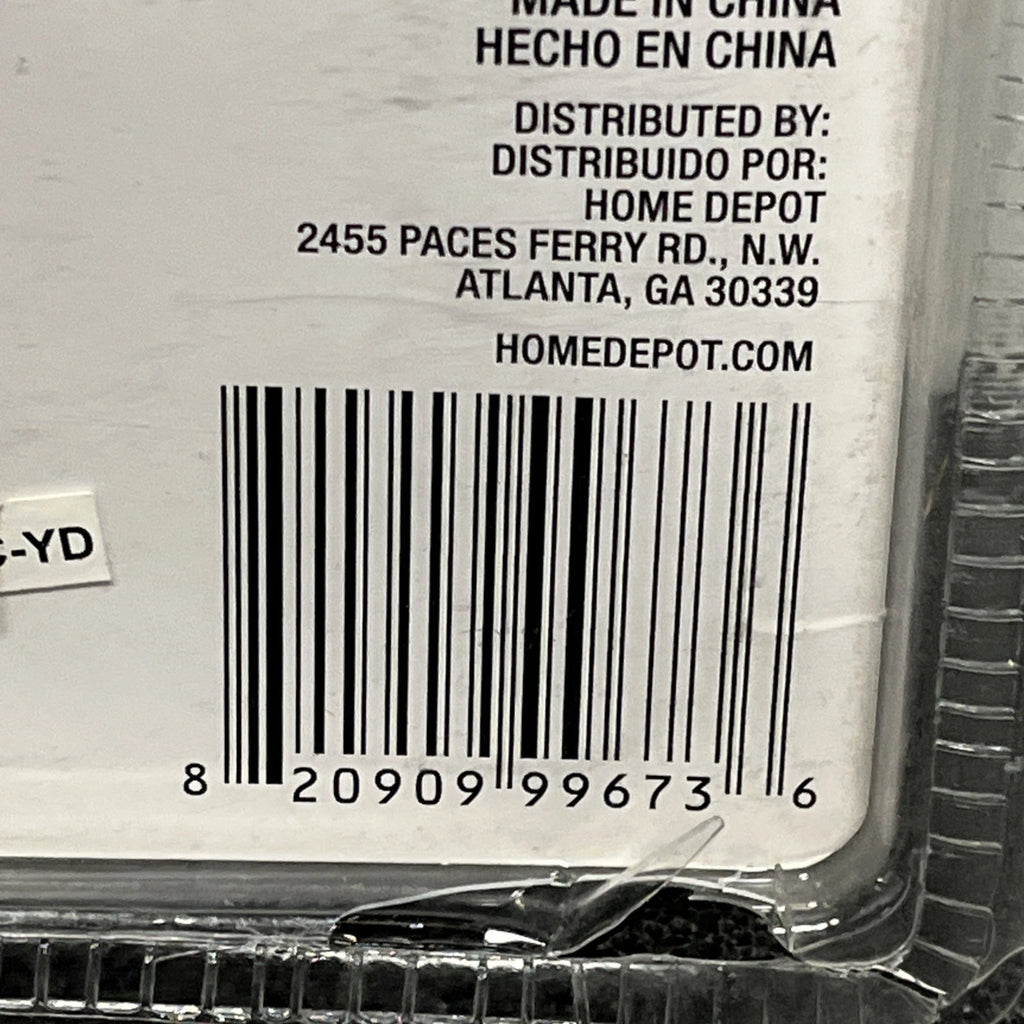 MADE IN CHINA
HECHO EN CHINA
DISTRIBUTED BY:
DISTRIBUIDO POR:
HOME DEPOT
2455 PACES FERRY RD., N.W.
ATLANTA, GA 30339
HOMEDEPOT.COM
-YD
8 20909 99673 6